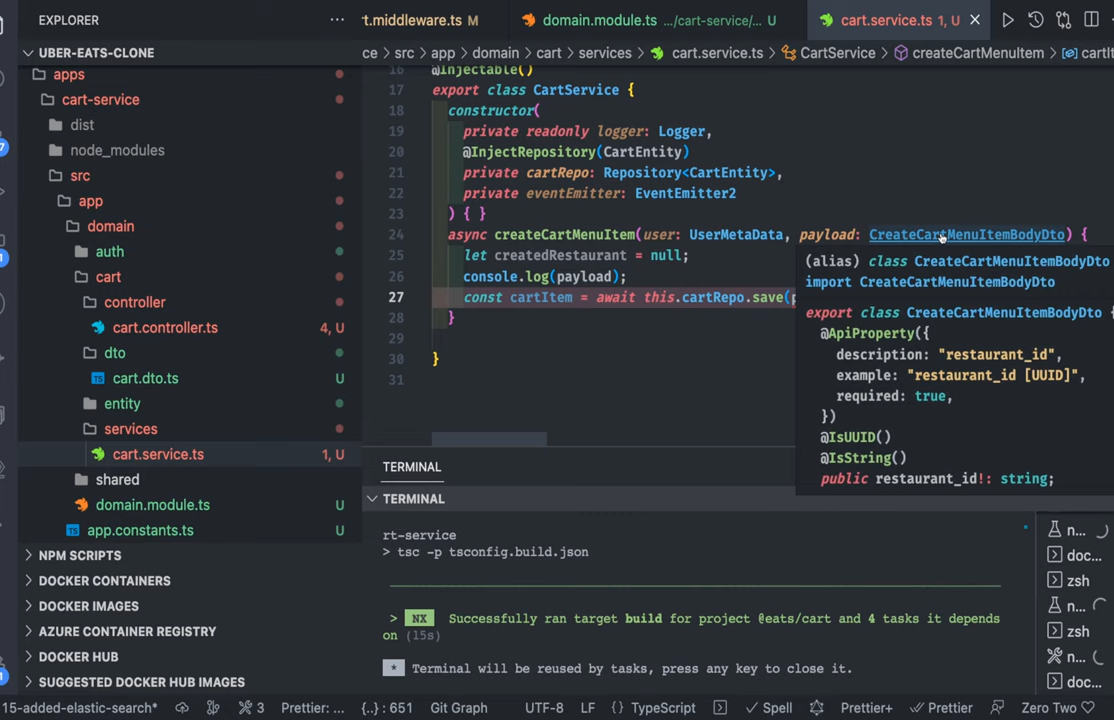 EXPLORER
···
rt.middleware.ts M
domain.module.ts .../cart-service/... U
cart.service.ts 1, U
UBER-EATS-CLONE
ce > src > app > domain > cart > services > cart.service.ts > CartService > createCartMenuItem > cartIt
apps
cart-service
dist
node_modules
src
app
domain
auth
cart
controller
cart.controller.ts 4, U
dto
cart.dto.ts U
entity
services
cart.service.ts 1, U
shared
domain.module.ts U
app.constants.ts U
NPM SCRIPTS
DOCKER CONTAINERS
DOCKER IMAGES
AZURE CONTAINER REGISTRY
DOCKER HUB
SUGGESTED DOCKER HUB IMAGES
16 @Injectable()
17 export class CartService {
18 constructor(
19 private readonly logger: Logger,
20 @InjectRepository(CartEntity)
21 private cartRepo: Repository<CartEntity>,
22 private eventEmitter: EventEmitter2
23 ) { }
24 async createCartMenuItem(user: UserMetaData, payload: CreateCartMenuItemBodyDto) {
25 let createdRestaurant = null;
26 console.log(payload);
27 const cartItem = await this.cartRepo.save(p
28 }
29
30 }
31
(alias) class CreateCartMenuItemBodyDto
import CreateCartMenuItemBodyDto
export class CreateCartMenuItemBodyDto {
@ApiProperty({
description: "restaurant_id",
example: "restaurant_id [UUID]",
required: true,
})
@IsUUID()
@IsString()
public restaurant_id!: string;
TERMINAL
TERMINAL
rt-service
> tsc -p tsconfig.build.json
> NX Successfully ran target build for project @eats/cart and 4 tasks it depends
on (15s)
* Terminal will be reused by tasks, press any key to close it.
n...
doc...
zsh
n...
zsh
n...
doc...
15-added-elastic-search* 3 Prettier: ... {..} : 651 Git Graph UTF-8 LF {} TypeScript Spell Prettier+ Prettier Zero Two